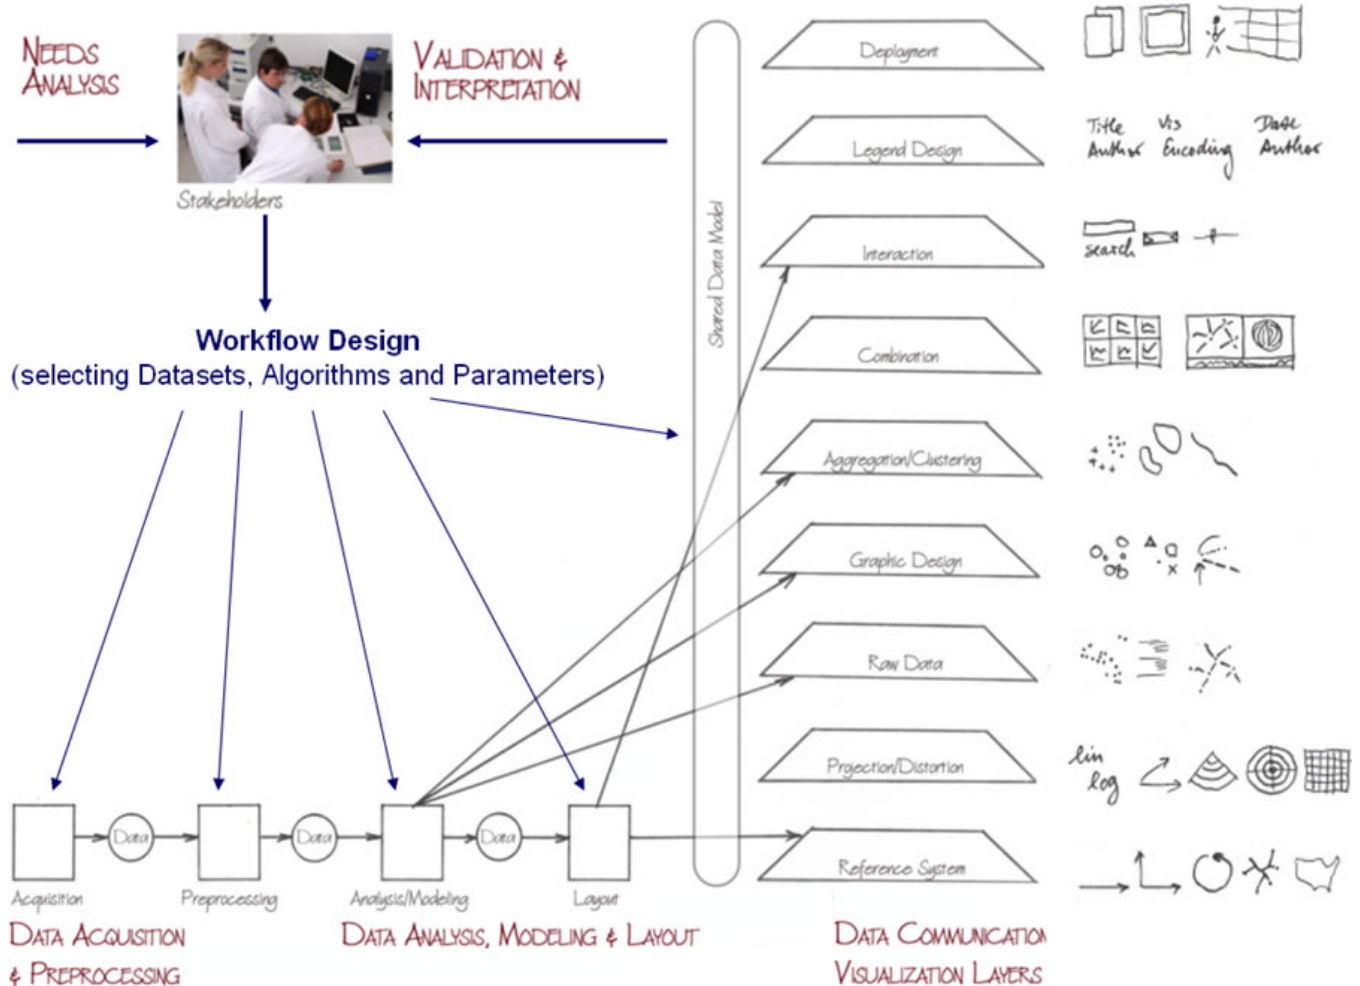 NEEDS
ANALYSIS
VALIDATION &
INTERPRETATION
Stakeholders
Workflow Design
(selecting Datasets, Algorithms and Parameters)
Shared Data Model
Deployment
Legend Design
Title
Author
Vis
Encoding
Date
Author
Interaction
search
Combination
Aggregation/Clustering
Graphic Design
Raw Data
Projection/Distortion
lin
log
Reference System
Data
Data
Data
Acquisition
Preprocessing
Analysis/Modeling
Layout
DATA ACQUISITION
& PREPROCESSING
DATA ANALYSIS, MODELING & LAYOUT
DATA COMMUNICATION
VISUALIZATION LAYERS